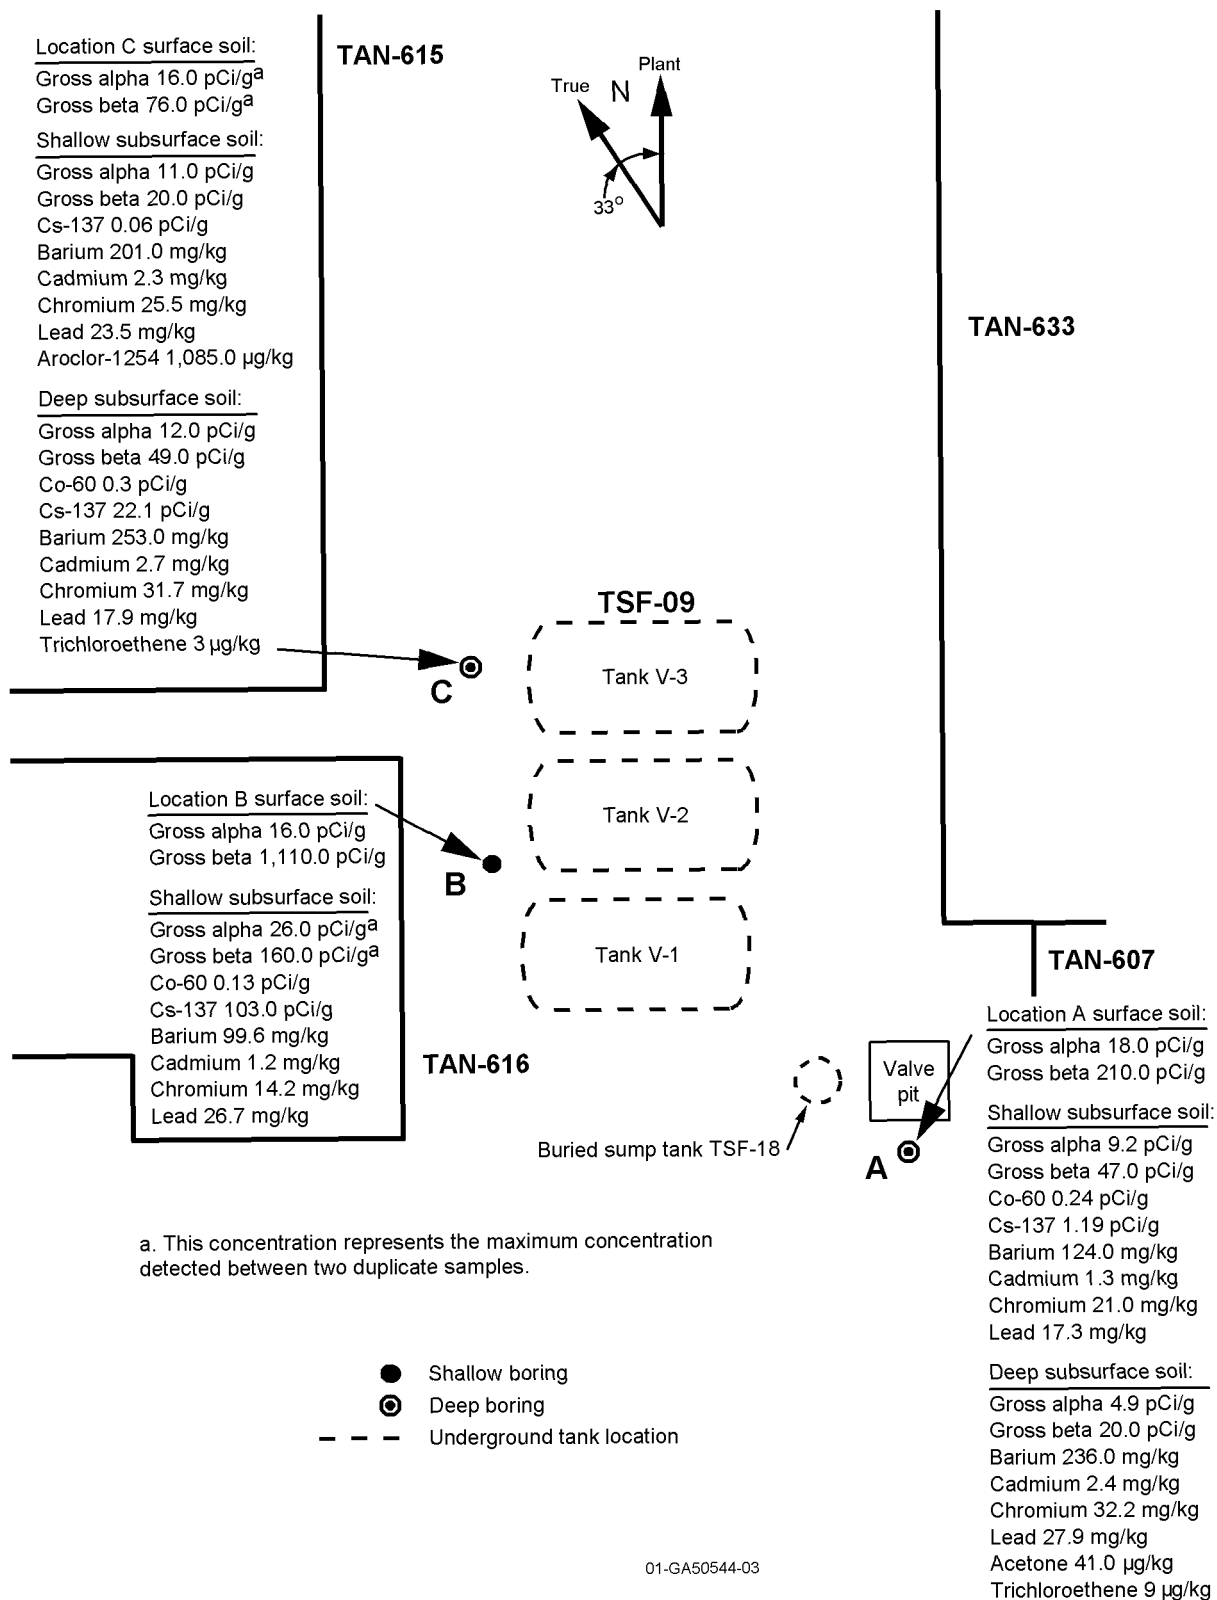 Location C surface soil:
Gross alpha 16.0 pCi/gª
Gross beta 76.0 pCi/gª
Shallow subsurface soil:
Gross alpha 11.0 pCi/g
Gross beta 20.0 pCi/g
Cs-137 0.06 pCi/g
Barium 201.0 mg/kg
Cadmium 2.3 mg/kg
Chromium 25.5 mg/kg
Lead 23.5 mg/kg
Aroclor-1254 1,085.0 µg/kg
Deep subsurface soil:
Gross alpha 12.0 pCi/g
Gross beta 49.0 pCi/g
Co-60 0.3 pCi/g
Cs-137 22.1 pCi/g
Barium 253.0 mg/kg
Cadmium 2.7 mg/kg
Chromium 31.7 mg/kg
Lead 17.9 mg/kg
Trichloroethene 3 µg/kg
TAN-615
Plant
True
N
33°
TAN-633
TSF-09
Tank V-3
C
Tank V-2
Location B surface soil:
Gross alpha 16.0 pCi/g
Gross beta 1,110.0 pCi/g
B
Shallow subsurface soil:
Gross alpha 26.0 pCi/gª
Gross beta 160.0 pCi/gª
Co-60 0.13 pCi/g
Cs-137 103.0 pCi/g
Barium 99.6 mg/kg
Cadmium 1.2 mg/kg
Chromium 14.2 mg/kg
Lead 26.7 mg/kg
Tank V-1
TAN-607
TAN-616
Valve
pit
Buried sump tank TSF-18
A
Location A surface soil:
Gross alpha 18.0 pCi/g
Gross beta 210.0 pCi/g
Shallow subsurface soil:
Gross alpha 9.2 pCi/g
Gross beta 47.0 pCi/g
Co-60 0.24 pCi/g
Cs-137 1.19 pCi/g
Barium 124.0 mg/kg
Cadmium 1.3 mg/kg
Chromium 21.0 mg/kg
Lead 17.3 mg/kg
Deep subsurface soil:
Gross alpha 4.9 pCi/g
Gross beta 20.0 pCi/g
Barium 236.0 mg/kg
Cadmium 2.4 mg/kg
Chromium 32.2 mg/kg
Lead 27.9 mg/kg
Acetone 41.0 µg/kg
Trichloroethene 9 µg/kg
a. This concentration represents the maximum concentration
detected between two duplicate samples.
Shallow boring
Deep boring
Underground tank location
01-GA50544-03